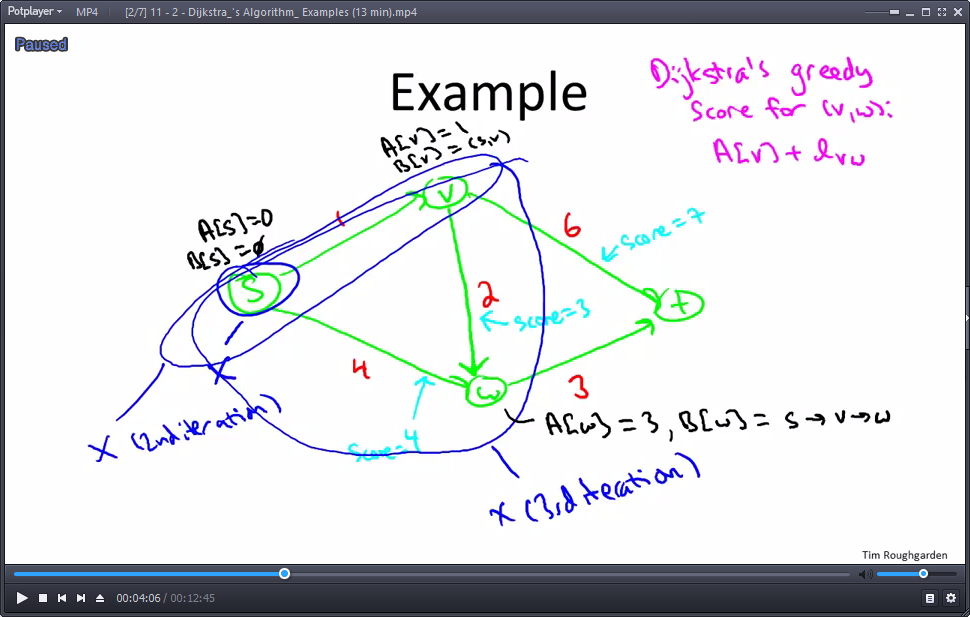 Potplayer MP4 [2/7] 11 - 2 - Dijkstra_'s Algorithm_ Examples (13 min).mp4
Paused
Example
Dijkstra's greedy
score for (v,w):
A[v] + lvw
A[v] = 1
B[v] = (s,v)
A[s]=0
B[s]=∅
s
v
w
t
1
6
2
4
3
score=7
score=3
score=4
X
X (2nd iteration)
A[w] = 3, B[w] = s → v → w
X (3rd iteration)
Tim Roughgarden
00:04:06 / 00:12:45